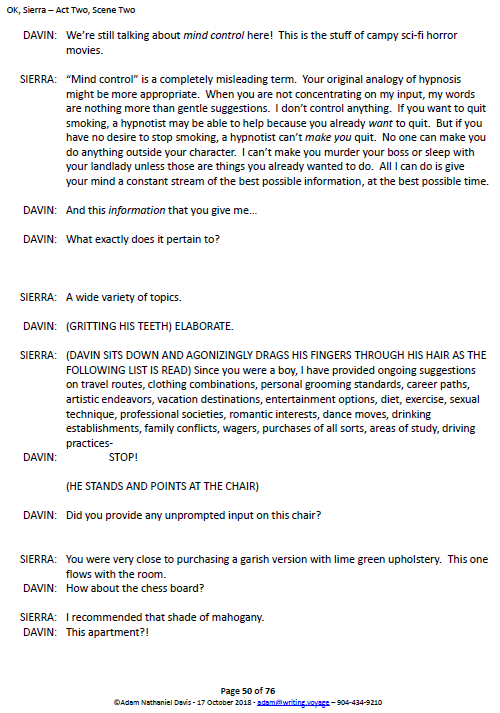 OK, Sierra – Act Two, Scene Two
DAVIN: We're still talking about mind control here!  This is the stuff of campy sci-fi horror
movies.
SIERRA: "Mind control" is a completely misleading term.  Your original analogy of hypnosis
might be more appropriate.  When you are not concentrating on my input, my words
are nothing more than gentle suggestions.  I don't control anything.  If you want to quit
smoking, a hypnotist may be able to help because you already want to quit.  But if you
have no desire to stop smoking, a hypnotist can't make you quit.  No one can make you
do anything outside your character.  I can't make you murder your boss or sleep with
your landlady unless those are things you already wanted to do.  All I can do is give
your mind a constant stream of the best possible information, at the best possible time.
DAVIN: And this information that you give me…
DAVIN: What exactly does it pertain to?
SIERRA: A wide variety of topics.
DAVIN: (GRITTING HIS TEETH) ELABORATE.
SIERRA: (DAVIN SITS DOWN AND AGONIZINGLY DRAGS HIS FINGERS THROUGH HIS HAIR AS THE
FOLLOWING LIST IS READ) Since you were a boy, I have provided ongoing suggestions
on travel routes, clothing combinations, personal grooming standards, career paths,
artistic endeavors, vacation destinations, entertainment options, diet, exercise, sexual
technique, professional societies, romantic interests, dance moves, drinking
establishments, family conflicts, wagers, purchases of all sorts, areas of study, driving
practices-
DAVIN: STOP!
(HE STANDS AND POINTS AT THE CHAIR)
DAVIN: Did you provide any unprompted input on this chair?
SIERRA: You were very close to purchasing a garish version with lime green upholstery.  This one
flows with the room.
DAVIN: How about the chess board?
SIERRA: I recommended that shade of mahogany.
DAVIN: This apartment?!
Page 50 of 76
©Adam Nathaniel Davis - 17 October 2018 - adam@writing.voyage – 904-434-9210